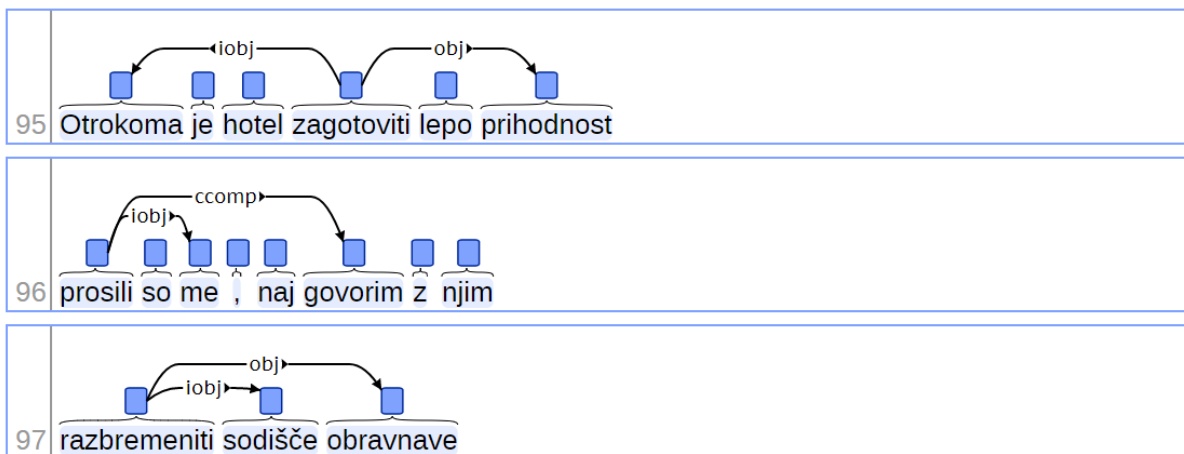 iobj obj
95 Otrokoma je hotel zagotoviti lepo prihodnost
ccomp
iobj
96 prosili so me , naj govorim z njim
obj
iobj
97 razbremeniti sodišče obravnave